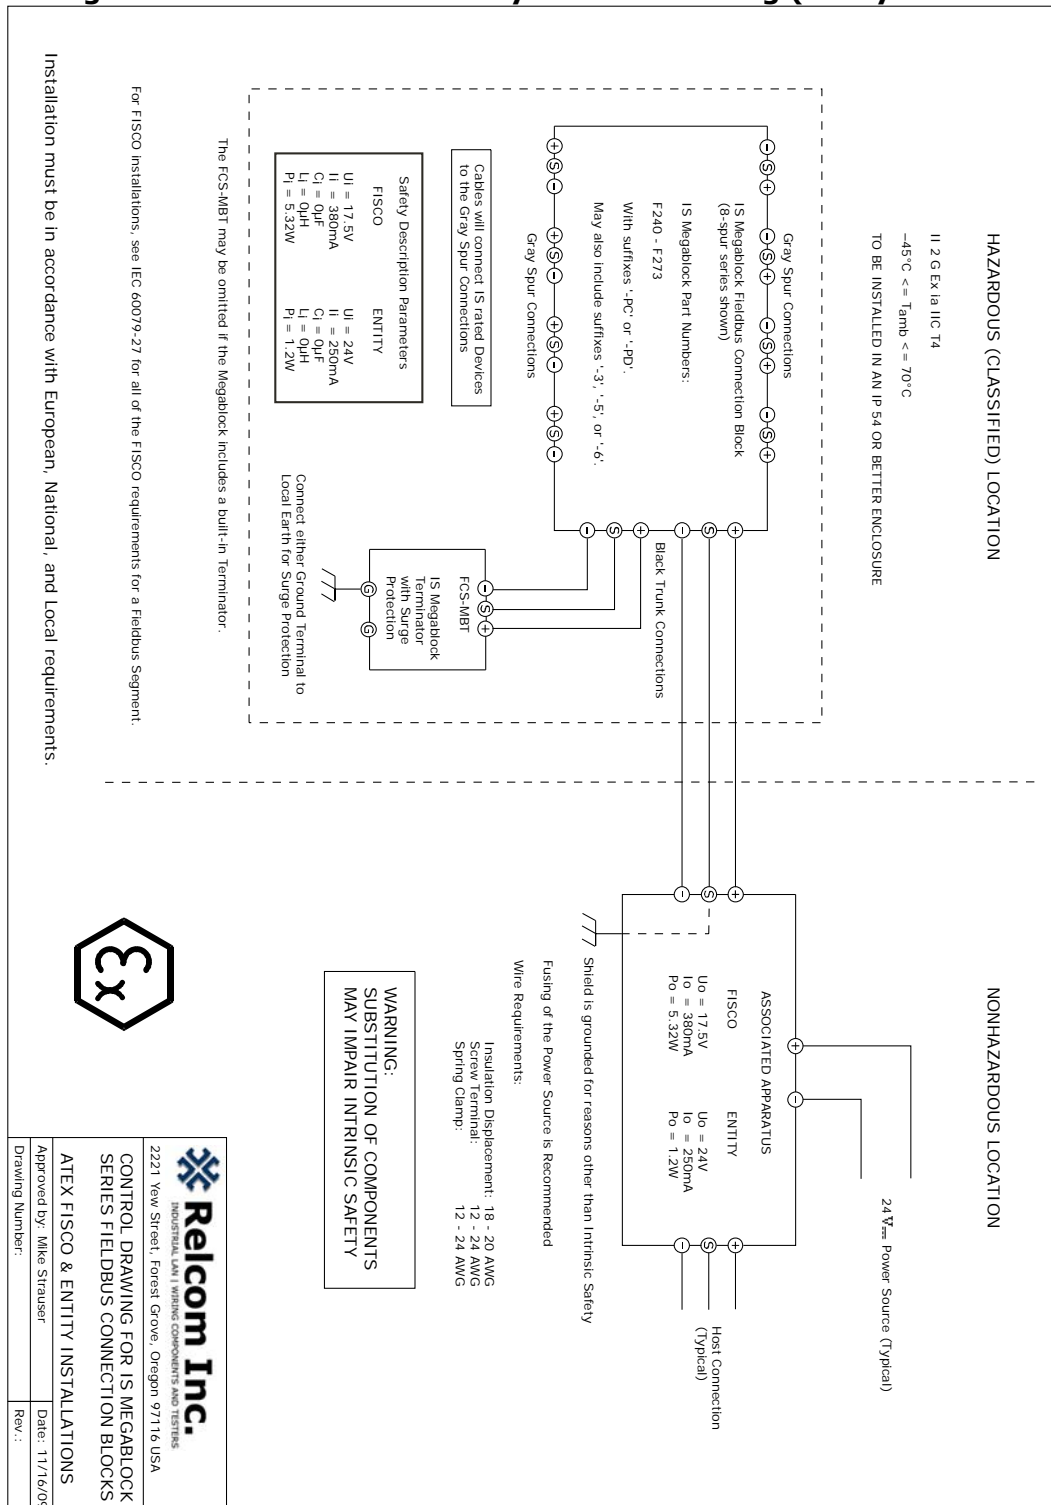 HAZARDOUS (CLASSIFIED) LOCATION
II 2 G Ex ia IIC T4
–45°C <= Tamb <= 70°C
TO BE INSTALLED IN AN IP 54 OR BETTER ENCLOSURE
Gray Spur Connections
- S +
- S +
- S +
- S +
IS Megablock Fieldbus Connection Block
(8-spur series shown)
IS Megablock Part Numbers:
F240 - F273
With suffixes '-PC' or '-PD'.
May also include suffixes '-3', '-5', or '-6'.
+ S -
+ S -
+ S -
+ S -
Gray Spur Connections
+
S
-
+
S
-
Black Trunk Connections
Cables will connect IS rated Devices
to the Gray Spur Connections
Safety Description Parameters
FISCO ENTITY
Ui = 17.5V Ui = 24V
Ii = 380mA Ii = 250mA
Ci = 0µF Ci = 0µF
Li = 0µH Li = 0µH
Pi = 5.32W Pi = 1.2W
- S +
FCS-MBT
IS Megablock
Terminator
with Surge
Protection
G G
Connect either Ground Terminal to
Local Earth for Surge Protection
The FCS-MBT may be omitted if the Megablock includes a built-in Terminator.
For FISCO installations, see IEC 60079-27 for all of the FISCO requirements for a Fieldbus Segment.
Installation must be in accordance with European, National, and Local requirements.
NONHAZARDOUS LOCATION
24V Power Source (Typical)
+ -
ASSOCIATED APPARATUS
FISCO ENTITY
Uo = 17.5V Uo = 24V
Io = 380mA Io = 250mA
Po = 5.32W Po = 1.2W
+
S
-
+
S
-
Host Connection
(Typical)
Shield is grounded for reasons other than Intrinsic Safety
Fusing of the Power Source is Recommended
Wire Requirements:
Insulation Displacement: 18 - 20 AWG
Screw Terminal: 12 - 24 AWG
Spring Clamp: 12 - 24 AWG
WARNING:
SUBSTITUTION OF COMPONENTS
MAY IMPAIR INTRINSIC SAFETY
Ex
Relcom Inc.
INDUSTRIAL LAN | WIRING COMPONENTS AND TESTERS
2221 Yew Street, Forest Grove, Oregon 97116 USA
CONTROL DRAWING FOR IS MEGABLOCK
SERIES FIELDBUS CONNECTION BLOCKS
ATEX FISCO & ENTITY INSTALLATIONS
Approved by: Mike Strauser Date: 11/16/09
Drawing Number: Rev.: